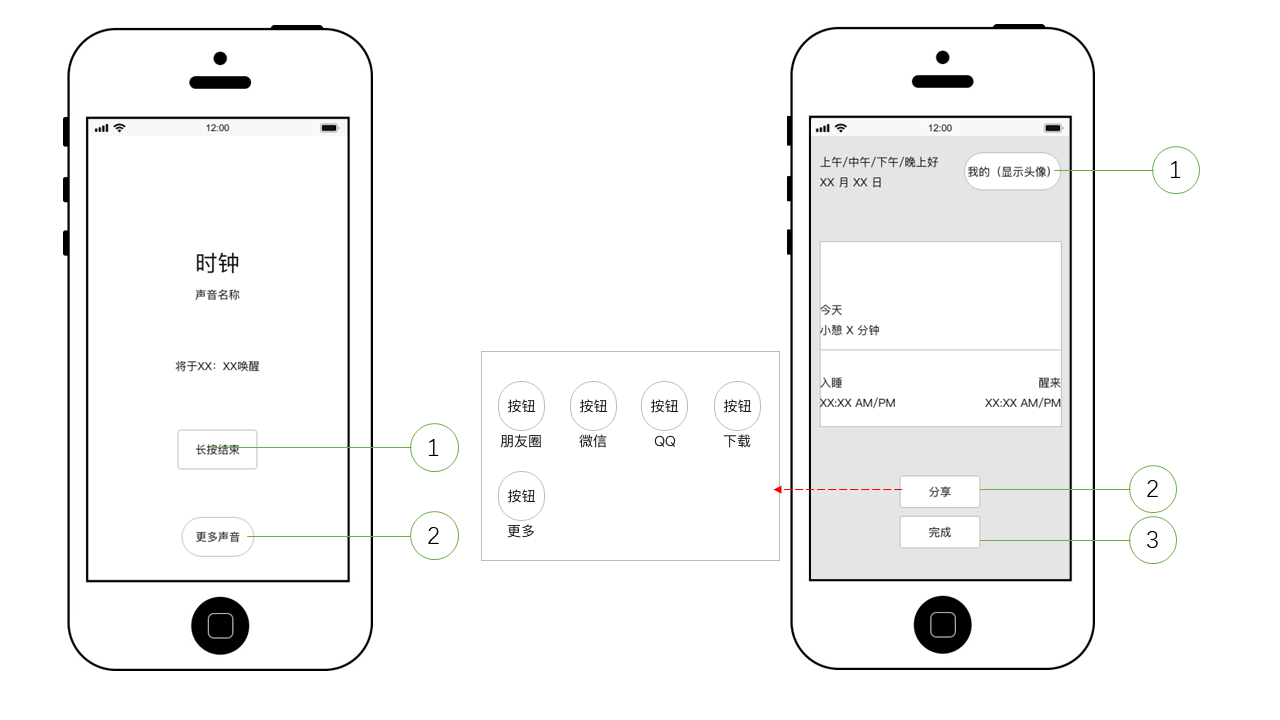 12:00
时钟
声音名称
将于XX：XX唤醒
长按结束
1
更多声音
2
按钮 按钮 按钮 按钮
朋友圈 微信 QQ 下载
按钮
更多
12:00
上午/中午/下午/晚上好
XX 月 XX 日
我的（显示头像）
1
今天
小憩 X 分钟
入睡 醒来
XX:XX AM/PM XX:XX AM/PM
分享
2
完成
3